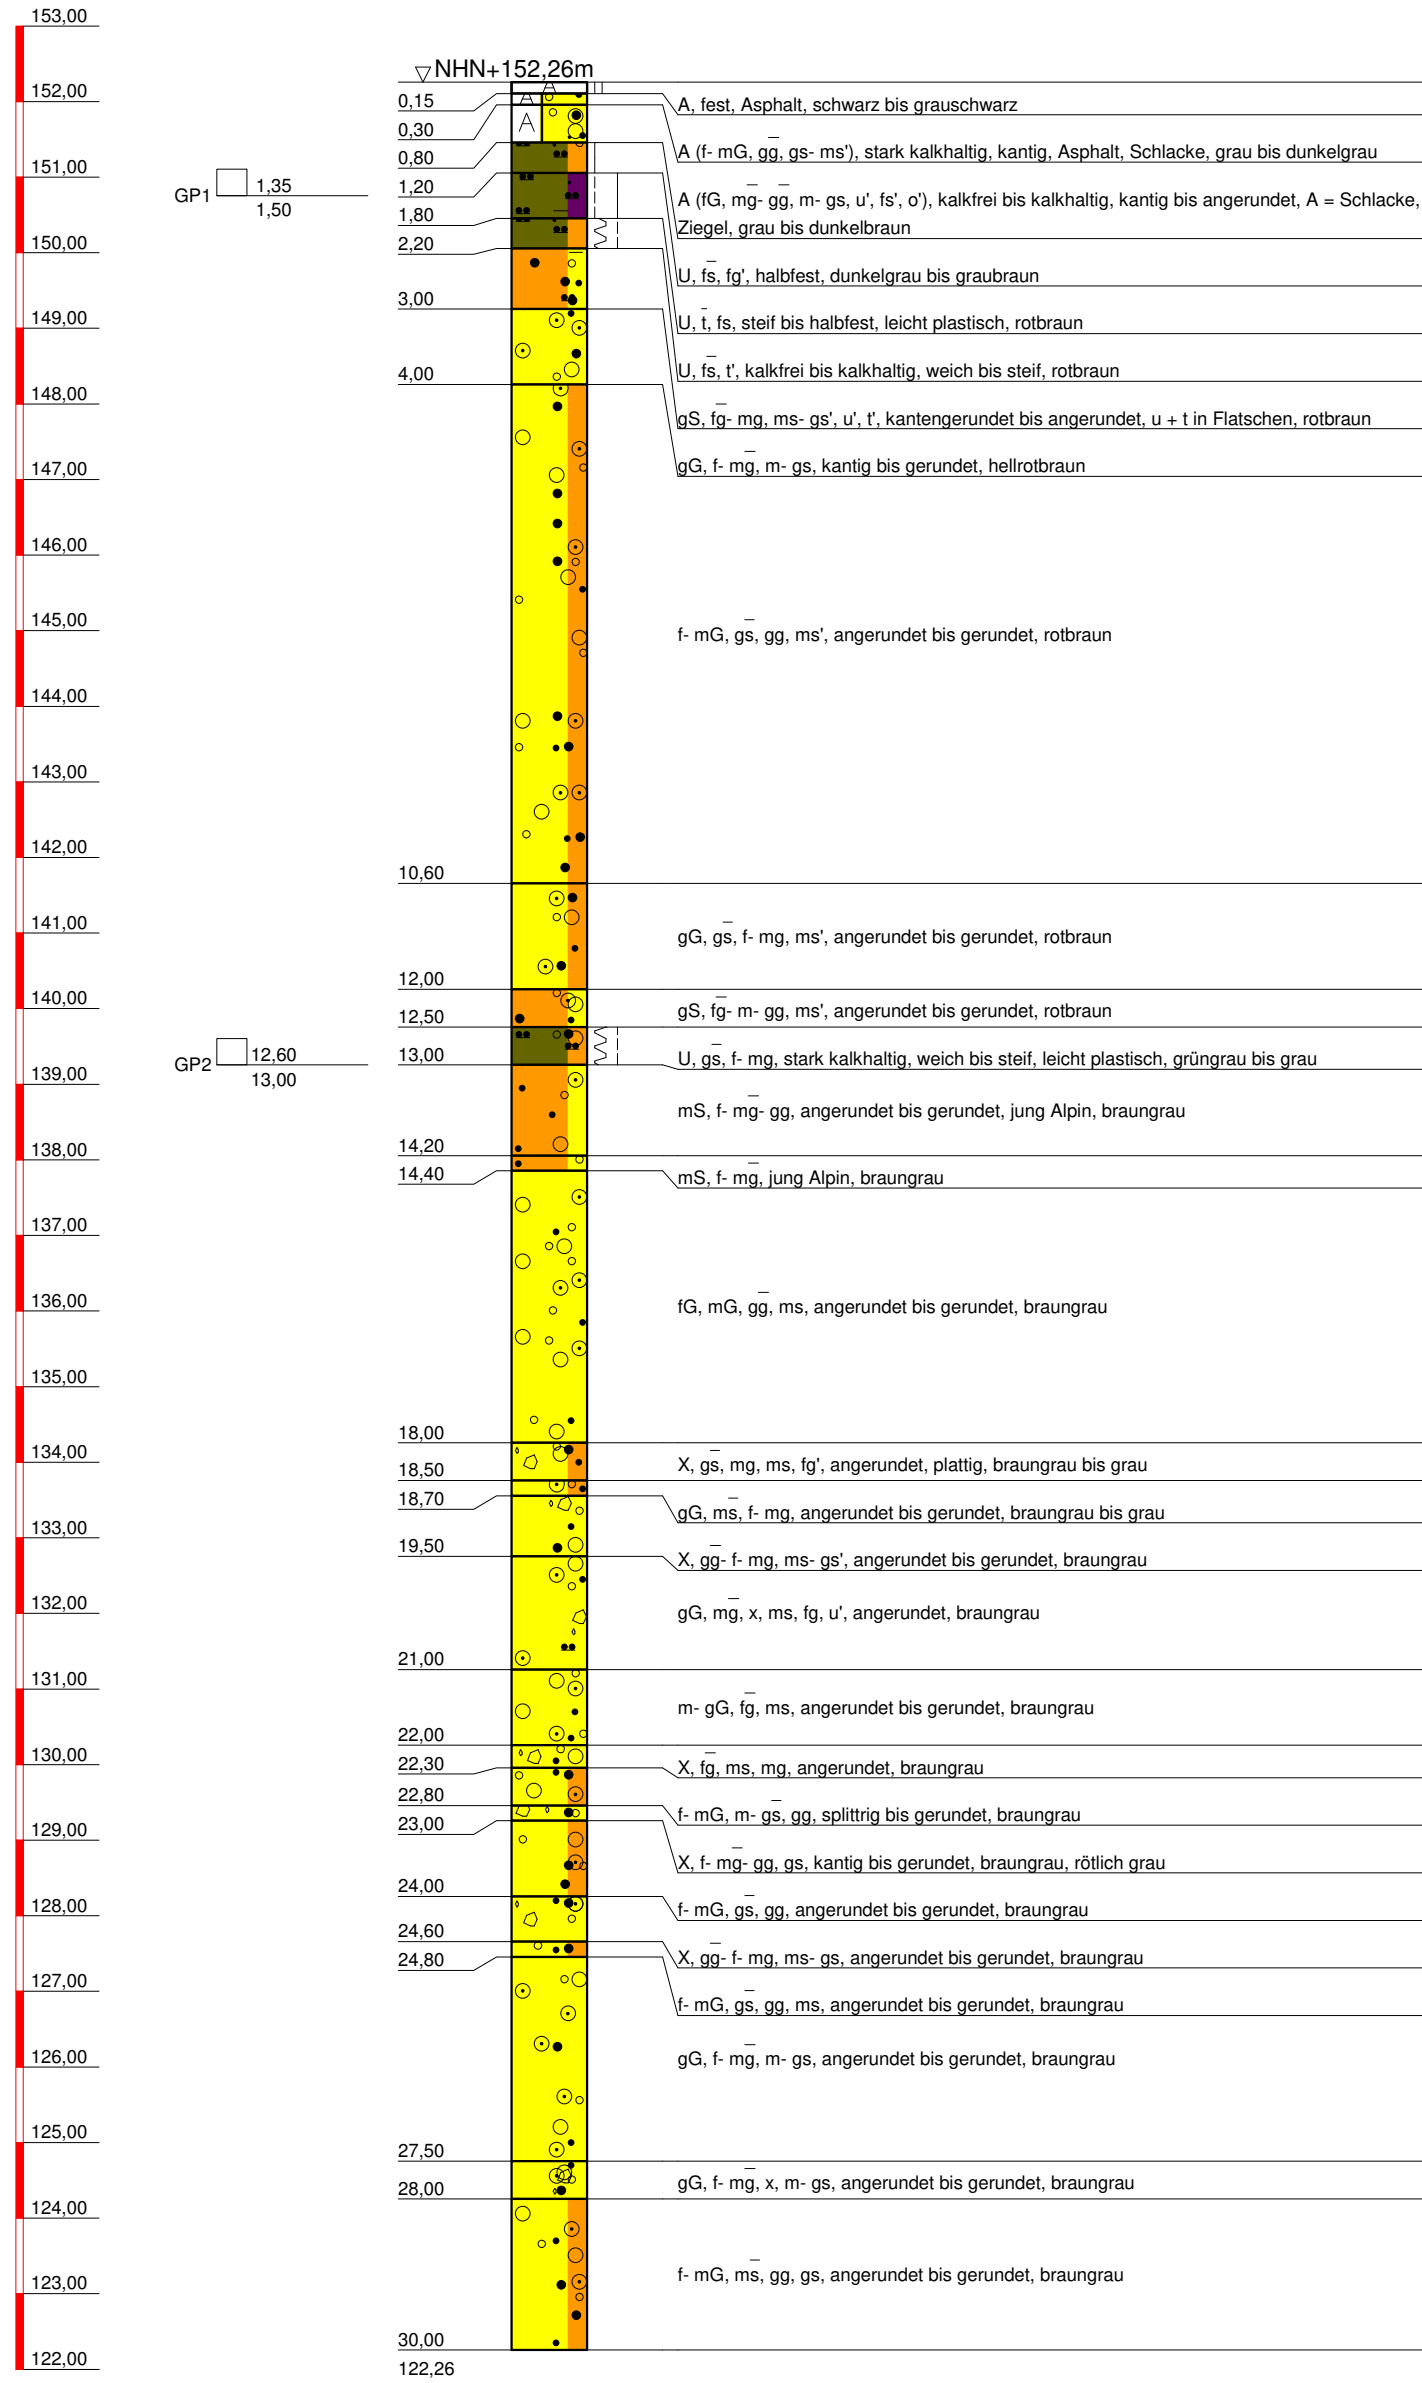 153,00
NHN+152,26m
A
152,00
0,15
A
A, fest, Asphalt, schwarz bis grauschwarz
0,30
A
A (f- mG, gg̅, gs- ms'), stark kalkhaltig, kantig, Asphalt, Schlacke, grau bis dunkelgrau
0,80
151,00
GP1
1,35
1,50
1,20
A (fG, mg̅- gg̅, m- gs, u', fs', o'), kalkfrei bis kalkhaltig, kantig bis angerundet, A = Schlacke,
Ziegel, grau bis dunkelbraun
1,80
150,00
2,20
U, fs̅, fg', halbfest, dunkelgrau bis graubraun
3,00
149,00
U, t̅, fs, steif bis halbfest, leicht plastisch, rotbraun
4,00
U, fs̅, t', kalkfrei bis kalkhaltig, weich bis steif, rotbraun
148,00
gS, fg̅- mg, ms- gs', u', t', kantengerundet bis angerundet, u + t in Flatschen, rotbraun
147,00
gG, f- mg̅, m- gs, kantig bis gerundet, hellrotbraun
146,00
145,00
f- mG, gs̅, gg, ms', angerundet bis gerundet, rotbraun
144,00
143,00
142,00
10,60
141,00
gG, gs̅, f- mg, ms', angerundet bis gerundet, rotbraun
12,00
140,00
gS, fg̅- m- gg, ms', angerundet bis gerundet, rotbraun
12,50
GP2
12,60
13,00
13,00
U, gs̅, f- mg, stark kalkhaltig, weich bis steif, leicht plastisch, grüngrau bis grau
139,00
mS, f- mg̅- gg, angerundet bis gerundet, jung Alpin, braungrau
14,20
138,00
14,40
mS, f- mg̅, jung Alpin, braungrau
137,00
136,00
fG, mG, gg̅, ms, angerundet bis gerundet, braungrau
135,00
18,00
134,00
X, gs̅, mg, ms, fg', angerundet, plattig, braungrau bis grau
18,50
18,70
gG, ms̅, f- mg, angerundet bis gerundet, braungrau bis grau
133,00
19,50
X, gg̅- f- mg, ms- gs', angerundet bis gerundet, braungrau
132,00
gG, mg̅, x, ms, fg, u', angerundet, braungrau
21,00
131,00
m- gG, fg̅, ms, angerundet bis gerundet, braungrau
22,00
130,00
22,30
X, fg̅, ms, mg, angerundet, braungrau
22,80
f- mG, m- gs̅, gg, splittrig bis gerundet, braungrau
129,00
23,00
X, f- mg̅- gg, gs, kantig bis gerundet, braungrau, rötlich grau
24,00
128,00
f- mG, gs̅, gg, angerundet bis gerundet, braungrau
24,60
24,80
X, gg̅- f- mg, ms- gs, angerundet bis gerundet, braungrau
127,00
f- mG, gs̅, gg, ms, angerundet bis gerundet, braungrau
126,00
gG, f- mg̅, m- gs, angerundet bis gerundet, braungrau
125,00
27,50
gG, f- mg̅, x, m- gs, angerundet bis gerundet, braungrau
28,00
124,00
f- mG, ms̅, gg, gs, angerundet bis gerundet, braungrau
123,00
30,00
122,00
122,26